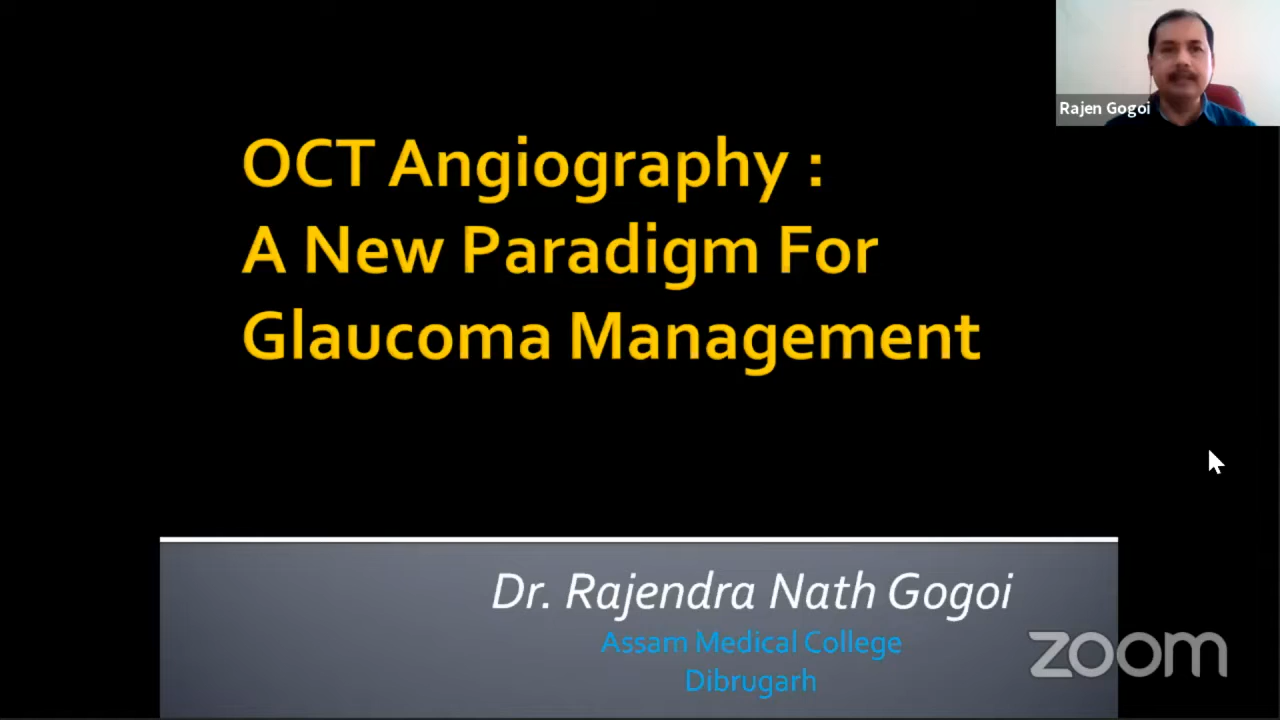 Rajen Gogoi
OCT Angiography :
A New Paradigm For
Glaucoma Management
Dr. Rajendra Nath Gogoi
Assam Medical College
Dibrugarh
zoom